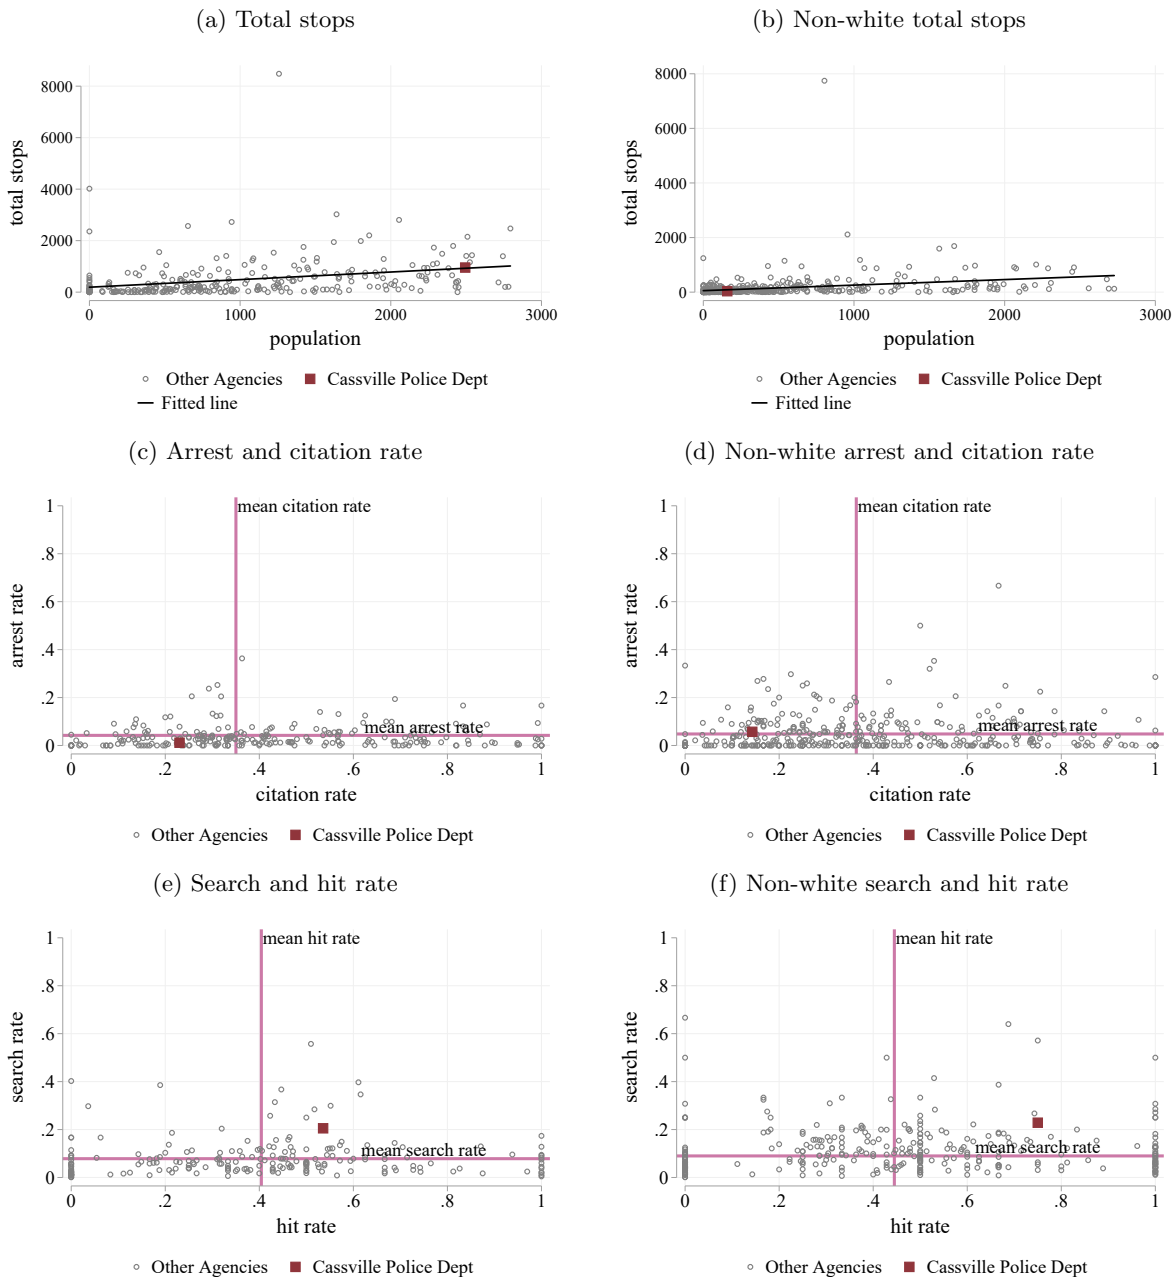 (a) Total stops
(b) Non-white total stops
total stops
8000
6000
4000
2000
0
0 1000 2000 3000
population
Other Agencies Cassville Police Dept
Fitted line
total stops
8000
6000
4000
2000
0
0 1000 2000 3000
population
Other Agencies Cassville Police Dept
Fitted line
(c) Arrest and citation rate
(d) Non-white arrest and citation rate
arrest rate
1
.8
.6
.4
.2
0
mean citation rate
mean arrest rate
0 .2 .4 .6 .8 1
citation rate
Other Agencies Cassville Police Dept
arrest rate
1
.8
.6
.4
.2
0
mean citation rate
mean arrest rate
0 .2 .4 .6 .8 1
citation rate
Other Agencies Cassville Police Dept
(e) Search and hit rate
(f) Non-white search and hit rate
search rate
1
.8
.6
.4
.2
0
mean hit rate
mean search rate
0 .2 .4 .6 .8 1
hit rate
Other Agencies Cassville Police Dept
search rate
1
.8
.6
.4
.2
0
mean hit rate
mean search rate
0 .2 .4 .6 .8 1
hit rate
Other Agencies Cassville Police Dept